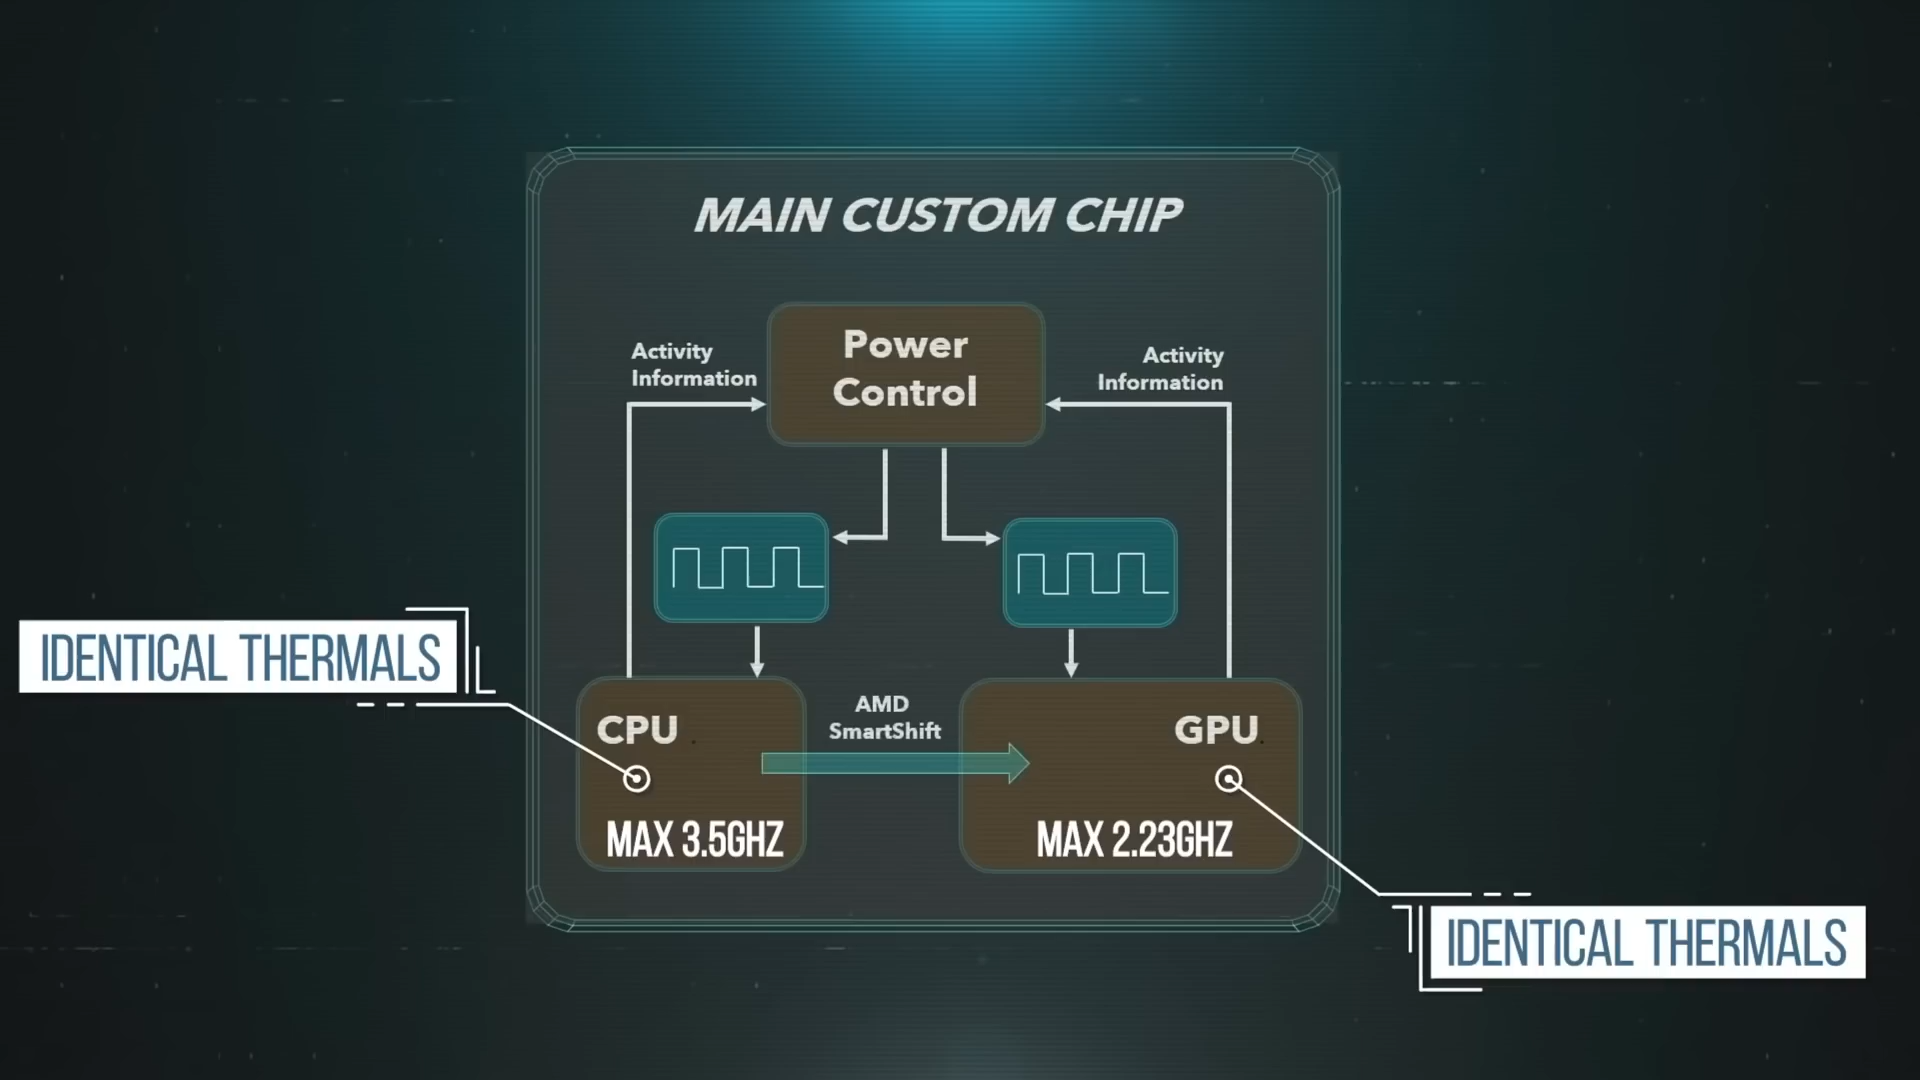 MAIN CUSTOM CHIP
Power
Control
Activity
Information
Activity
Information
IDENTICAL THERMALS
AMD
SmartShift
CPU
GPU
MAX 3.5GHZ
MAX 2.23GHZ
IDENTICAL THERMALS